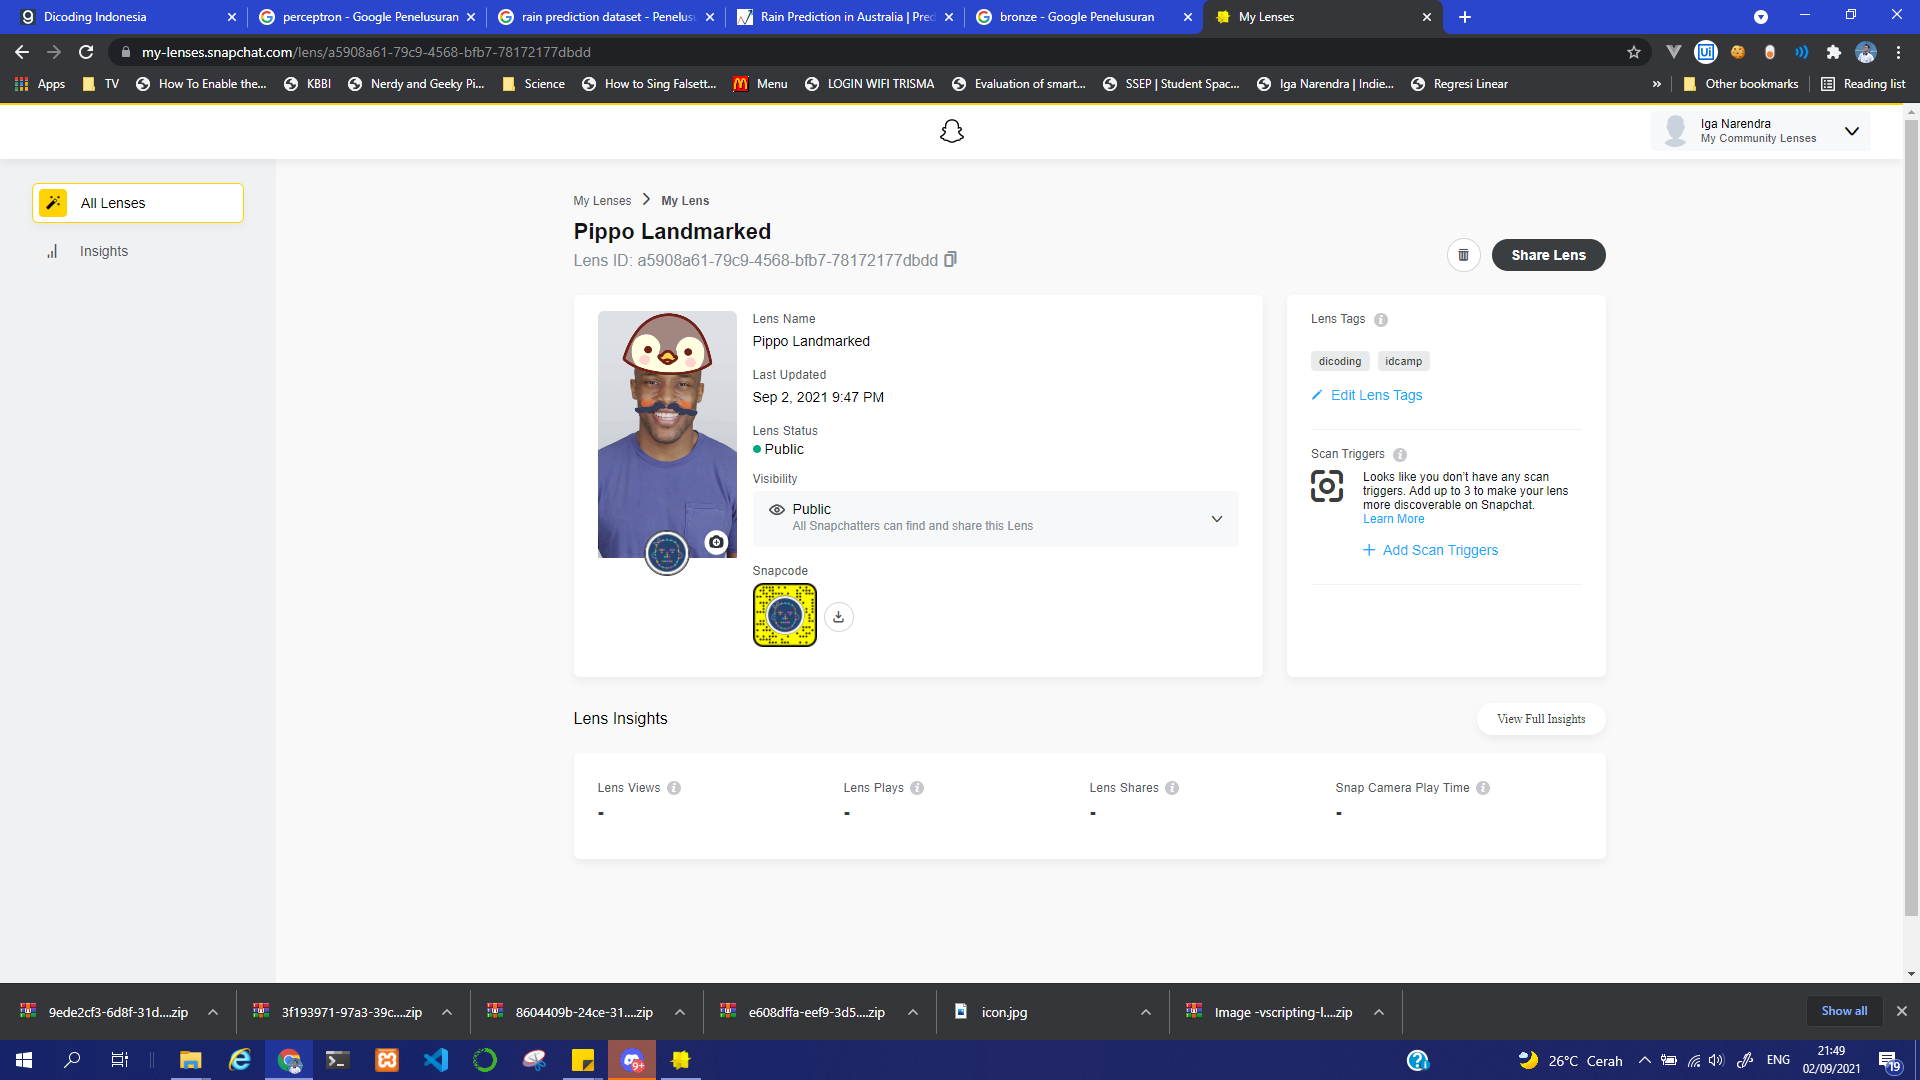 Dicoding Indonesia
perceptron - Google Penelusuran
rain prediction dataset - Penelus
Rain Prediction in Australia | Pred
bronze - Google Penelusuran
My Lenses
my-lenses.snapchat.com/lens/a5908a61-79c9-4568-bfb7-78172177dbdd
Apps
TV
How To Enable the...
KBBI
Nerdy and Geeky Pi...
Science
How to Sing Falsett...
Menu
LOGIN WIFI TRISMA
Evaluation of smart...
SSEP | Student Spac...
Iga Narendra | Indie...
Regresi Linear
Other bookmarks
Reading list
Iga Narendra
My Community Lenses
All Lenses
Insights
My Lenses
My Lens
Pippo Landmarked
Lens ID: a5908a61-79c9-4568-bfb7-78172177dbdd
Share Lens
Lens Name
Pippo Landmarked
Last Updated
Sep 2, 2021 9:47 PM
Lens Status
Public
Visibility
Public
All Snapchatters can find and share this Lens
Snapcode
Lens Tags
dicoding
idcamp
Edit Lens Tags
Scan Triggers
Looks like you don't have any scan
triggers. Add up to 3 to make your lens
more discoverable on Snapchat.
Learn More
Add Scan Triggers
Lens Insights
View Full Insights
Lens Views
-
Lens Plays
-
Lens Shares
-
Snap Camera Play Time
-
9ede2cf3-6d8f-31d....zip
3f193971-97a3-39c....zip
8604409b-24ce-31....zip
e608dffa-eef9-3d5....zip
icon.jpg
Image -vscripting-l....zip
Show all
9+
26°C Cerah
ENG
21:49
02/09/2021
19